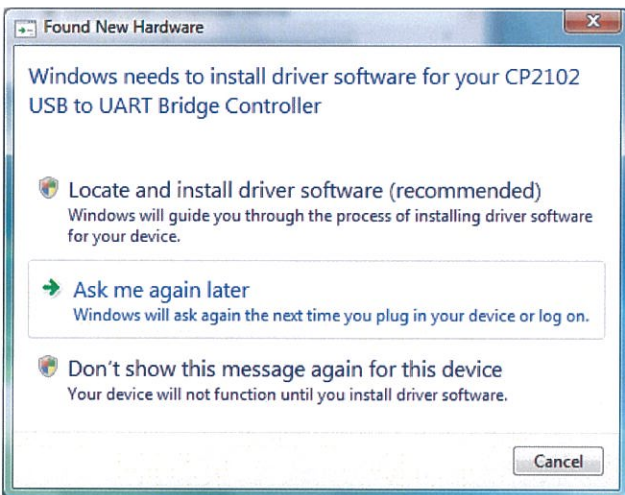 Found New Hardware
Windows needs to install driver software for your CP2102
USB to UART Bridge Controller
Locate and install driver software (recommended)
Windows will guide you through the process of installing driver software
for your device.
Ask me again later
Windows will ask again the next time you plug in your device or log on.
Don't show this message again for this device
Your device will not function until you install driver software.
Cancel